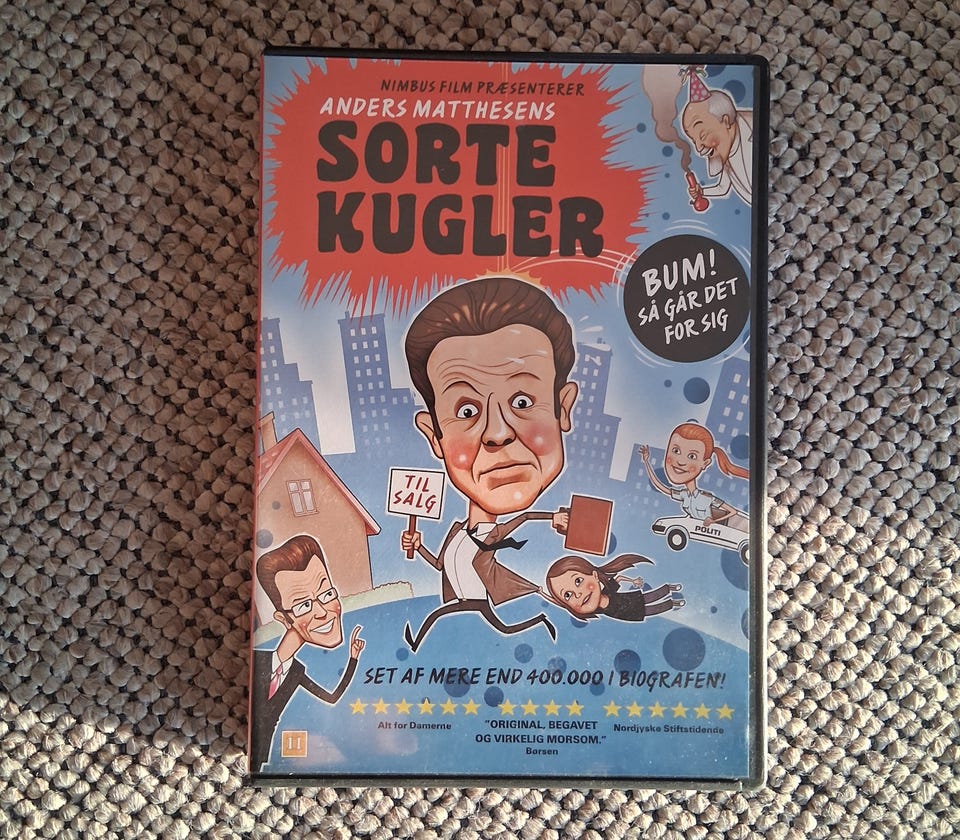 NIMBUS FILM PRÆSENTERER
ANDERS MATTHESENS
SORTE
KUGLER
BUM!
SÅ GÅR DET
FOR SIG
TIL
SALG
POLITI
SET AF MERE END 400.000 I BIOGRAFEN!
Alt for Damerne
"ORIGINAL, BEGAVET
OG VIRKELIG MORSOM."
Børsen
Nordjyske Stiftstidende
11